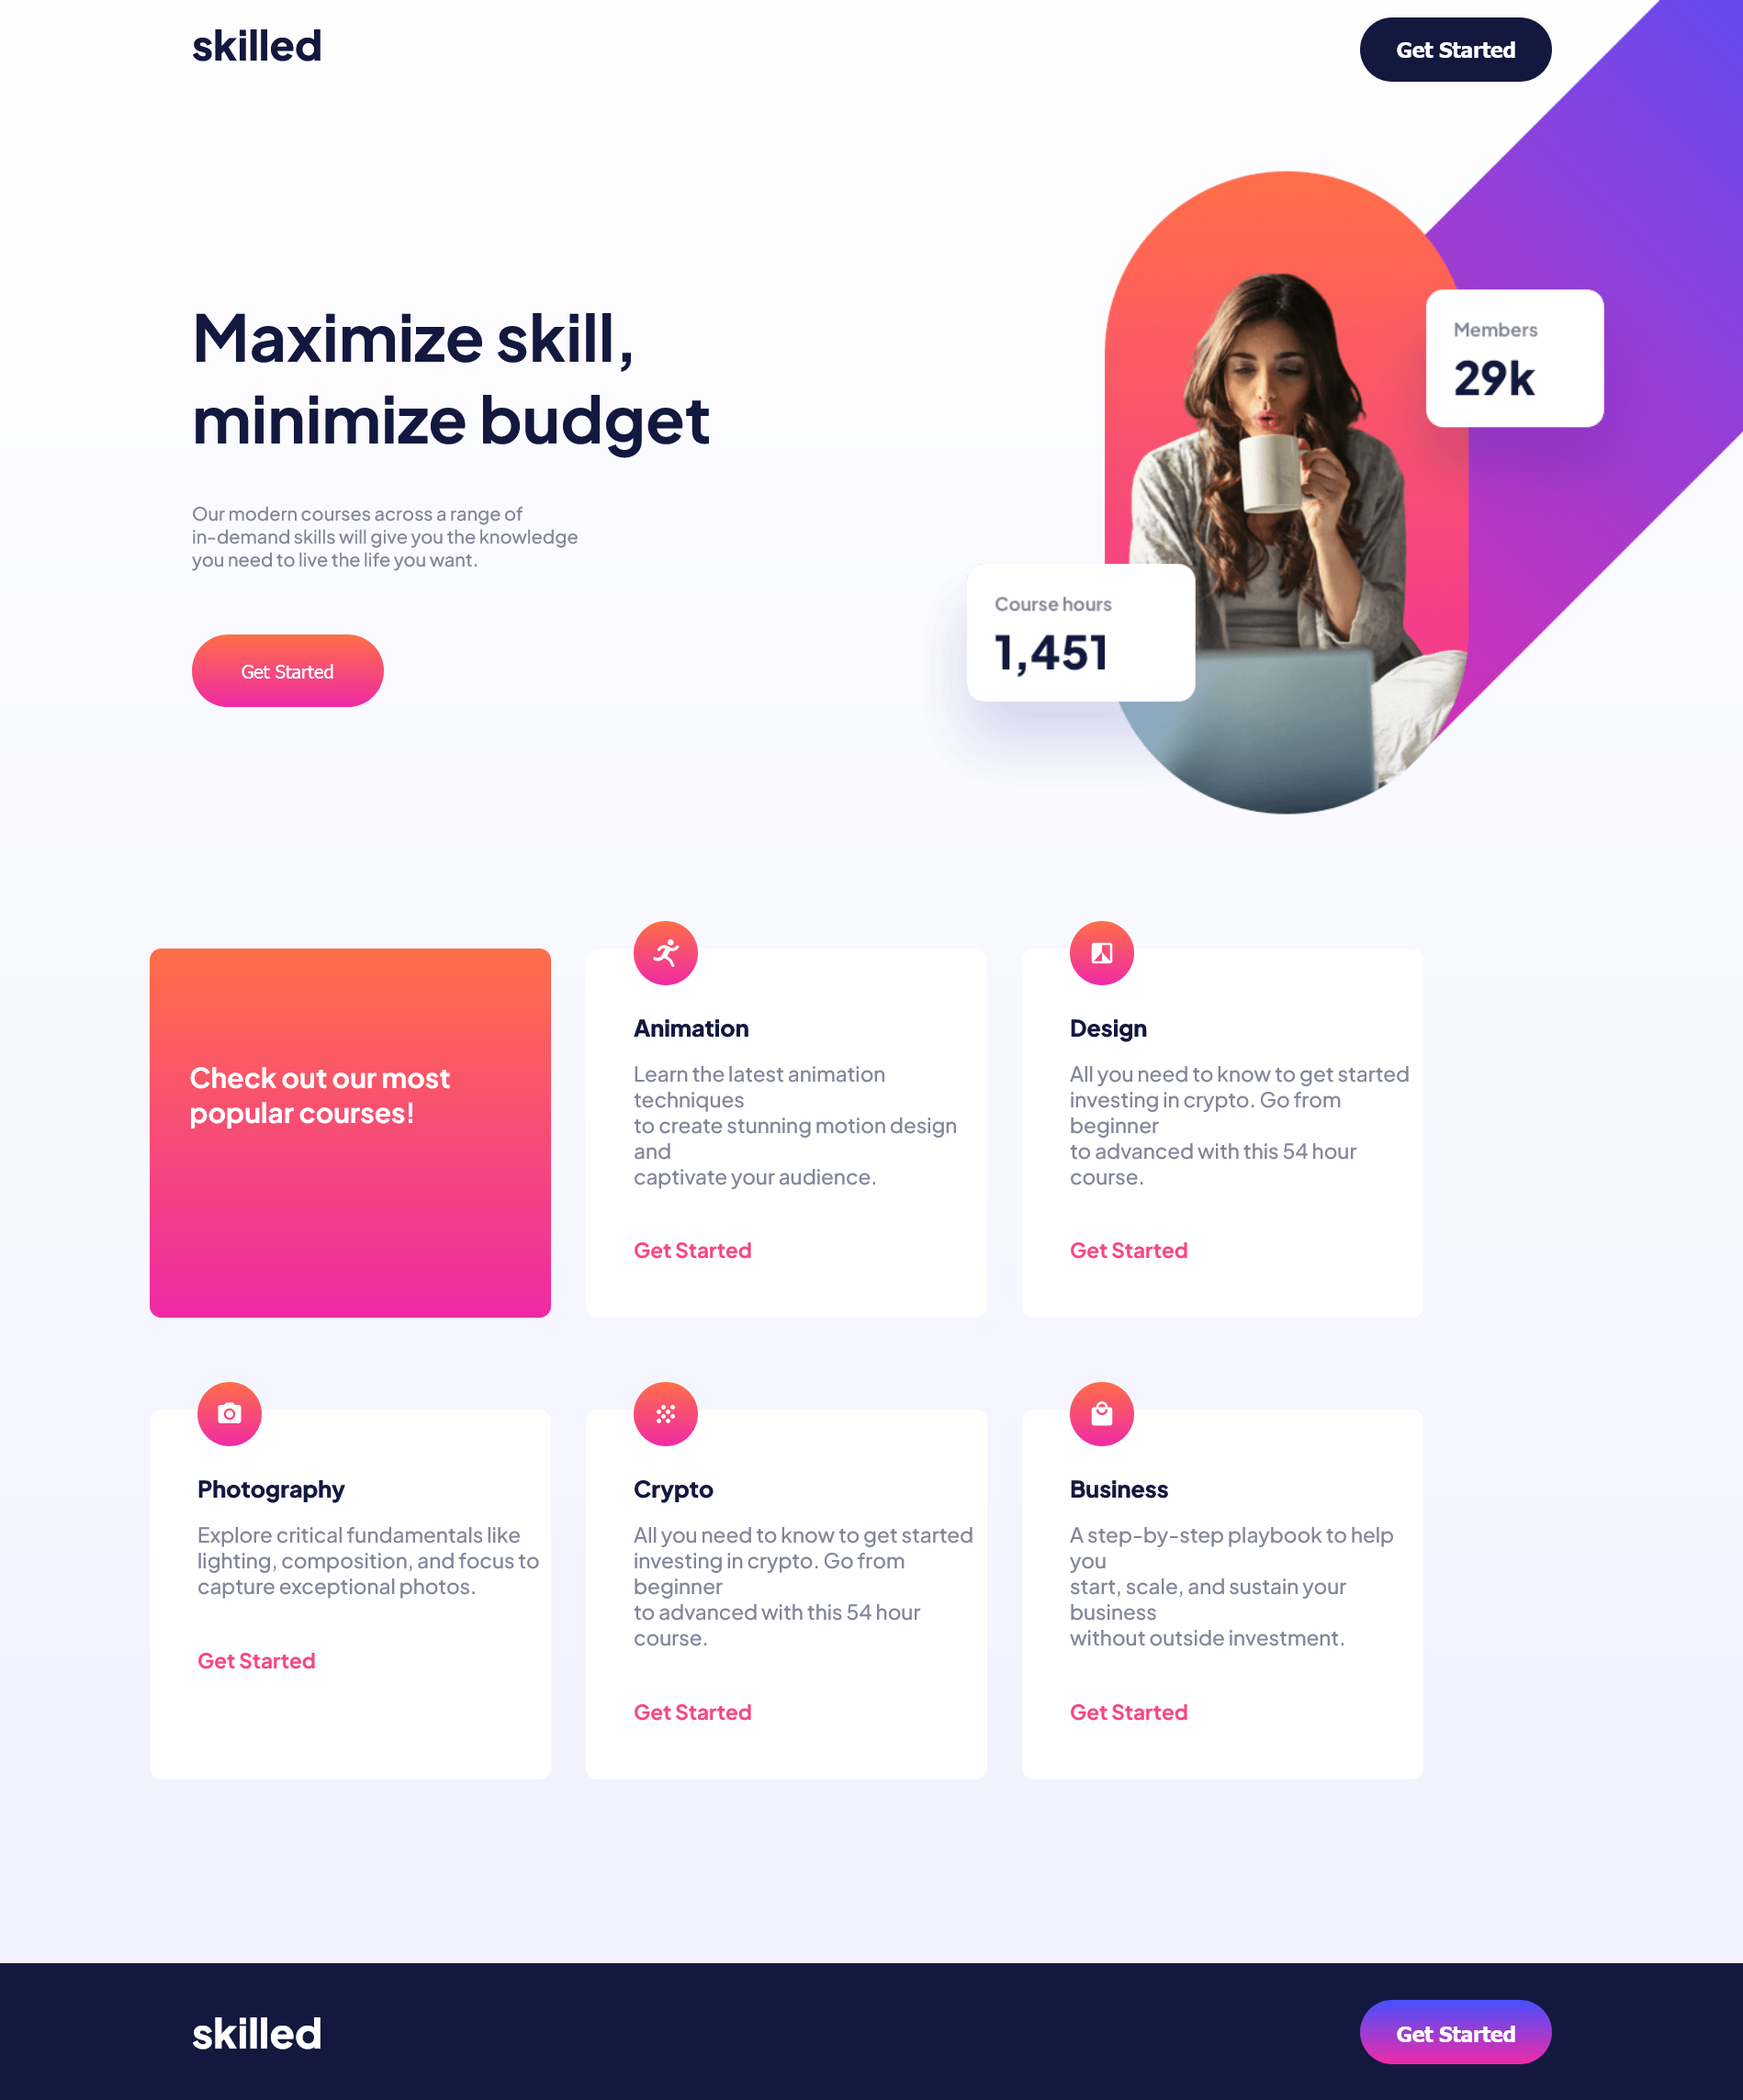 skilled
Get Started
Maximize skill,
minimize budget
Members
29k
Our modern courses across a range of
in-demand skills will give you the knowledge
you need to live the life you want.
Course hours
1,451
Get Started
Check out our most
popular courses!
Animation
Learn the latest animation
techniques
to create stunning motion design
and
captivate your audience.
Get Started
Design
All you need to know to get started
investing in crypto. Go from
beginner
to advanced with this 54 hour
course.
Get Started
Photography
Explore critical fundamentals like
lighting, composition, and focus to
capture exceptional photos.
Get Started
Crypto
All you need to know to get started
investing in crypto. Go from
beginner
to advanced with this 54 hour
course.
Get Started
Business
A step-by-step playbook to help
you
start, scale, and sustain your
business
without outside investment.
Get Started
skilled
Get Started